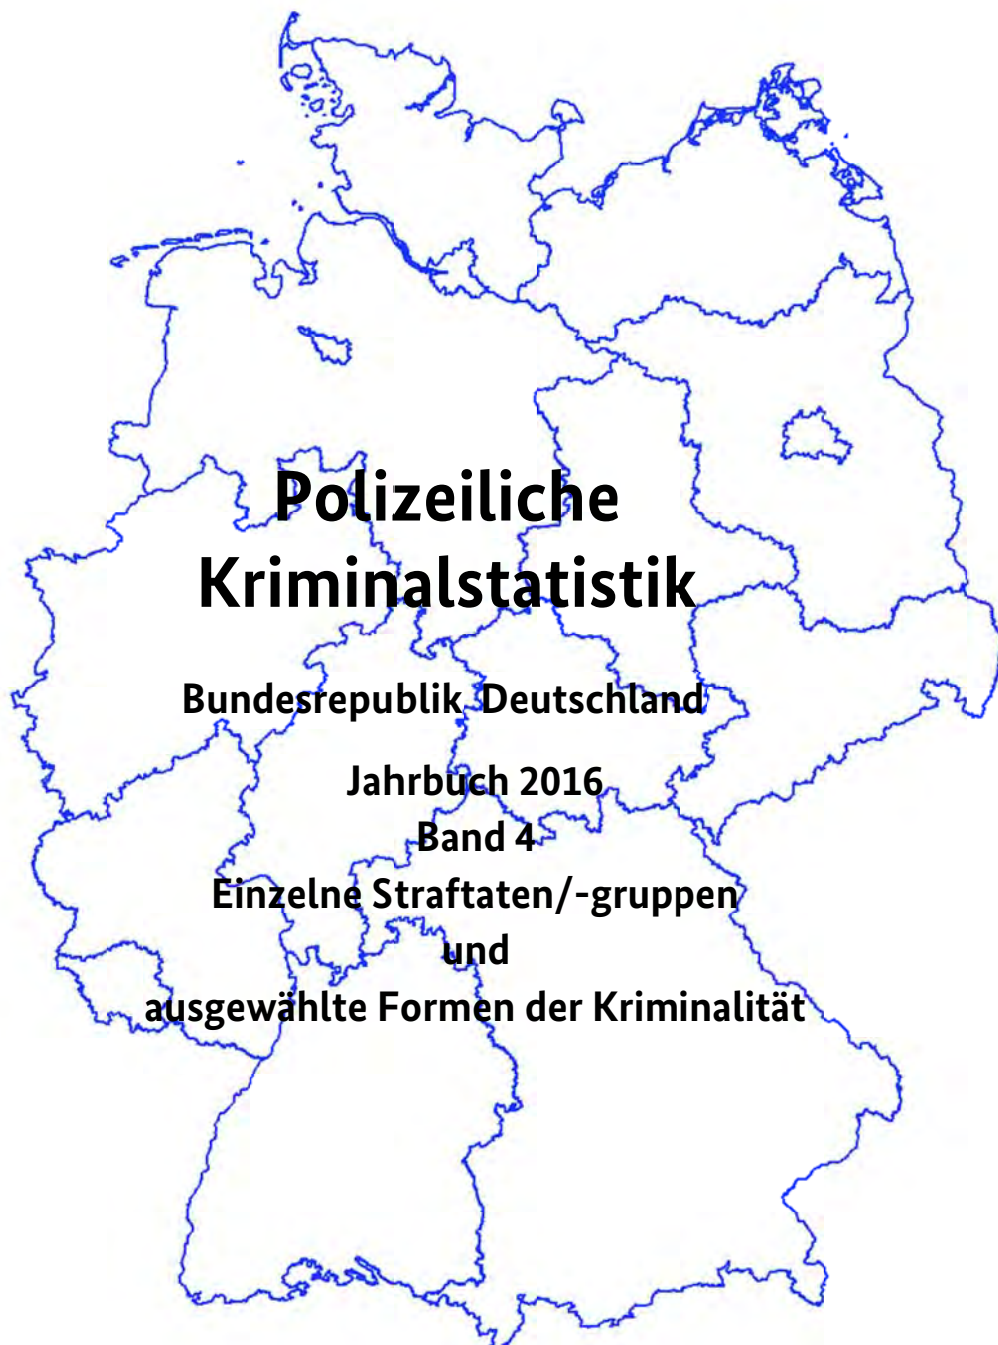 Polizeiliche
Kriminalstatistik
Bundesrepublik Deutschland
Jahrbuch 2016
Band 4
Einzelne Straftaten/-gruppen
und
ausgewählte Formen der Kriminalität